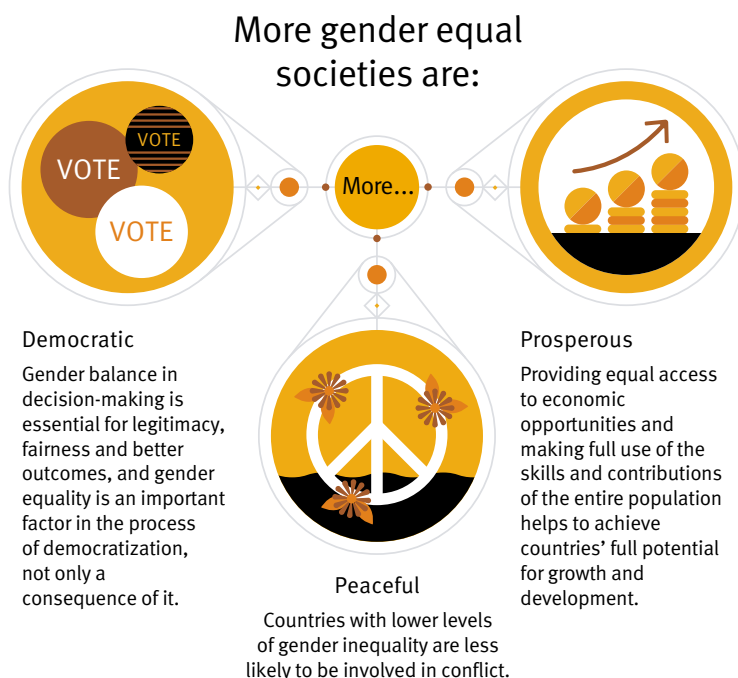 More gender equal
societies are:
VOTE
VOTE
VOTE
More...
Democratic
Gender balance in
decision-making is
essential for legitimacy,
fairness and better
outcomes, and gender
equality is an important
factor in the process
of democratization,
not only a
consequence of it.
Peaceful
Countries with lower levels
of gender inequality are less
likely to be involved in conflict.
Prosperous
Providing equal access
to economic
opportunities and
making full use of the
skills and contributions
of the entire population
helps to achieve
countries’ full potential
for growth and
development.